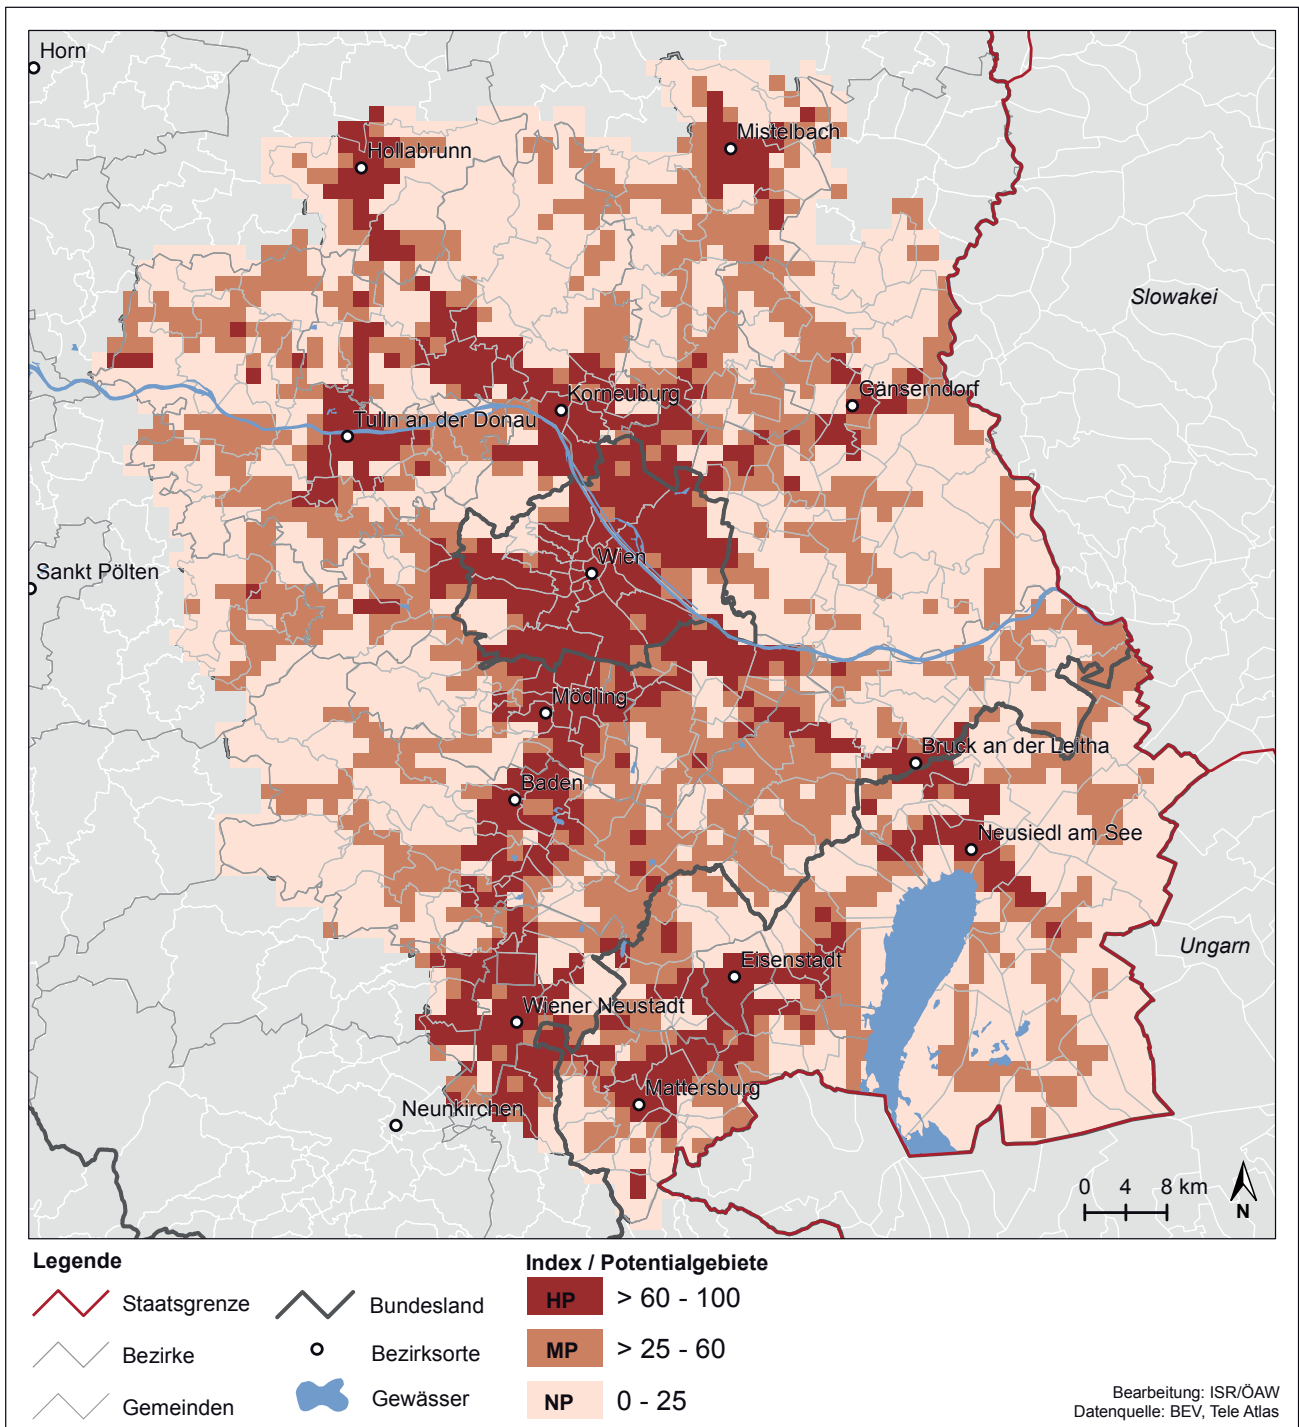 Horn
Mistelbach
Hollabrunn
Slowakei
Gänserndorf
Korneuburg
Tulln an der Donau
Wien
Sankt Pölten
Mödling
Bruck an der Leitha
Baden
Neusiedl am See
Ungarn
Eisenstadt
Wiener Neustadt
Mattersburg
Neunkirchen
0 4 8 km
N
Legende
Staatsgrenze
Bezirke
Gemeinden
Bundesland
Bezirksorte
Gewässer
Index / Potentialgebiete
HP > 60 - 100
MP > 25 - 60
NP 0 - 25
Bearbeitung: ISR/ÖAW
Datenquelle: BEV, Tele Atlas